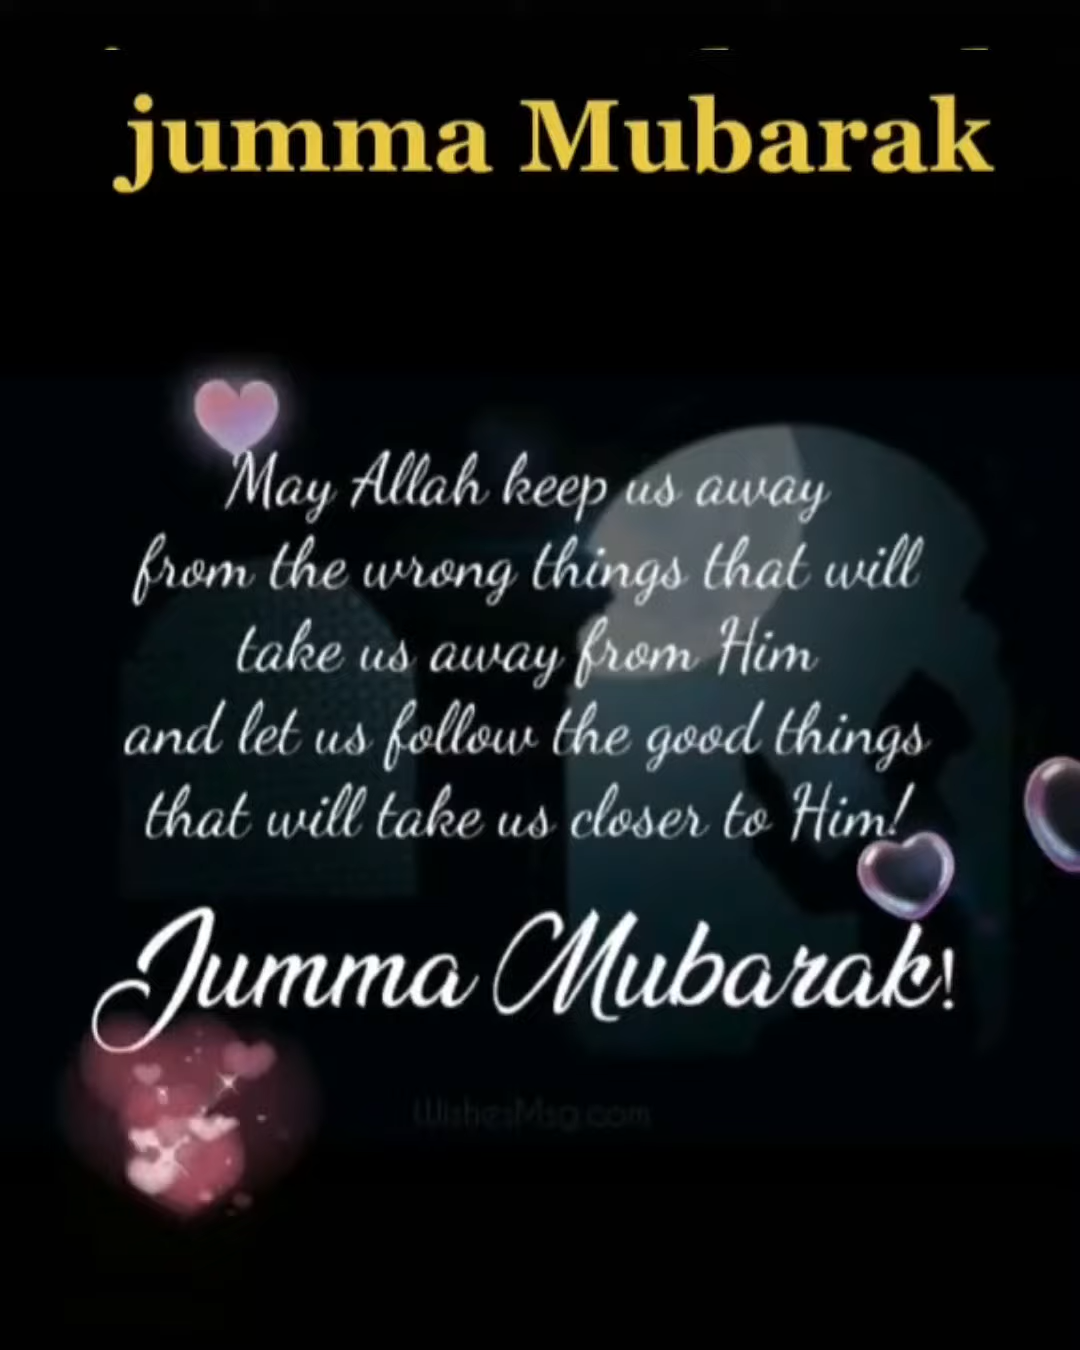 jumma Mubarak
May Allah keep us away
from the wrong things that will
take us away from Him
and let us follow the good things
that will take us closer to Him!
Jumma Mubarak!
WishesMsg.com